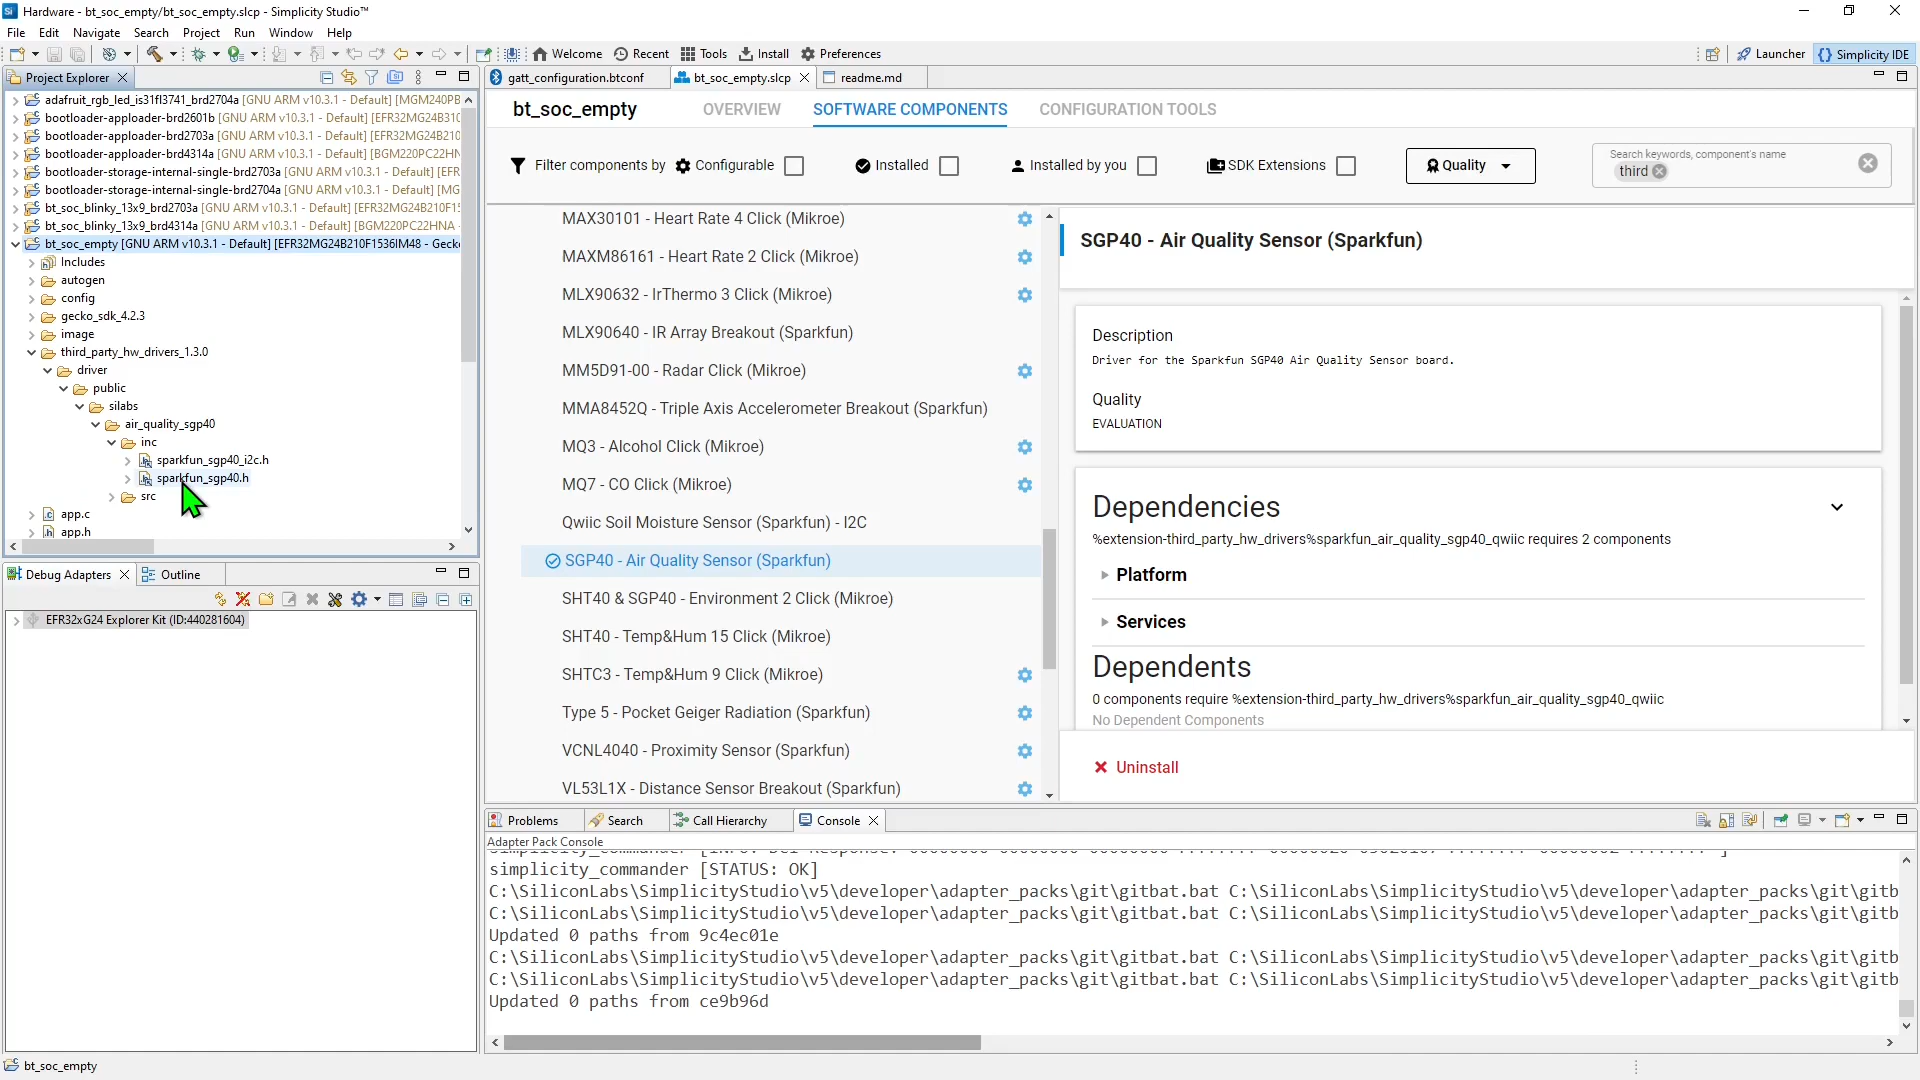 Hardware - bt_soc_empty/bt_soc_empty.slcp - Simplicity Studio™
File Edit Navigate Search Project Run Window Help
Welcome Recent Tools Install Preferences Launcher Simplicity IDE
Project Explorer
adafruit_rgb_led_is31fl3741_brd2704a [GNU ARM v10.3.1 - Default] [MGM240PB
bootloader-apploader-brd2601b [GNU ARM v10.3.1 - Default] [EFR32MG24B310
bootloader-apploader-brd2703a [GNU ARM v10.3.1 - Default] [EFR32MG24B210
bootloader-apploader-brd4314a [GNU ARM v10.3.1 - Default] [BGM220PC22HN
bootloader-storage-internal-single-brd2703a [GNU ARM v10.3.1 - Default] [EFR
bootloader-storage-internal-single-brd2704a [GNU ARM v10.3.1 - Default] [MG
bt_soc_blinky_13x9_brd2703a [GNU ARM v10.3.1 - Default] [EFR32MG24B210F15
bt_soc_blinky_13x9_brd4314a [GNU ARM v10.3.1 - Default] [BGM220PC22HNA -
bt_soc_empty [GNU ARM v10.3.1 - Default] [EFR32MG24B210F1536IM48 - Gecko
Includes
autogen
config
gecko_sdk_4.2.3
image
third_party_hw_drivers_1.3.0
driver
public
silabs
air_quality_sgp40
inc
sparkfun_sgp40_i2c.h
sparkfun_sgp40.h
src
app.c
app.h
Debug Adapters Outline
EFR32xG24 Explorer Kit (ID:440281604)
gatt_configuration.btconf bt_soc_empty.slcp readme.md
bt_soc_empty OVERVIEW SOFTWARE COMPONENTS CONFIGURATION TOOLS
Filter components by Configurable Installed Installed by you SDK Extensions Quality
Search keywords, component's name
third
MAX30101 - Heart Rate 4 Click (Mikroe)
MAXM86161 - Heart Rate 2 Click (Mikroe)
MLX90632 - IrThermo 3 Click (Mikroe)
MLX90640 - IR Array Breakout (Sparkfun)
MM5D91-00 - Radar Click (Mikroe)
MMA8452Q - Triple Axis Accelerometer Breakout (Sparkfun)
MQ3 - Alcohol Click (Mikroe)
MQ7 - CO Click (Mikroe)
Qwiic Soil Moisture Sensor (Sparkfun) - I2C
SGP40 - Air Quality Sensor (Sparkfun)
SHT40 & SGP40 - Environment 2 Click (Mikroe)
SHT40 - Temp&Hum 15 Click (Mikroe)
SHTC3 - Temp&Hum 9 Click (Mikroe)
Type 5 - Pocket Geiger Radiation (Sparkfun)
VCNL4040 - Proximity Sensor (Sparkfun)
VL53L1X - Distance Sensor Breakout (Sparkfun)
SGP40 - Air Quality Sensor (Sparkfun)
Description
Driver for the Sparkfun SGP40 Air Quality Sensor board.
Quality
EVALUATION
Dependencies
%extension-third_party_hw_drivers%sparkfun_air_quality_sgp40_qwiic requires 2 components
Platform
Services
Dependents
0 components require %extension-third_party_hw_drivers%sparkfun_air_quality_sgp40_qwiic
No Dependent Components
Uninstall
Problems Search Call Hierarchy Console
Adapter Pack Console
simplicity_commander [STATUS: OK]
C:\SiliconLabs\SimplicityStudio\v5\developer\adapter_packs\git\gitbat.bat C:\SiliconLabs\SimplicityStudio\v5\developer\adapter_packs\git\gitb
C:\SiliconLabs\SimplicityStudio\v5\developer\adapter_packs\git\gitbat.bat C:\SiliconLabs\SimplicityStudio\v5\developer\adapter_packs\git\gitb
Updated 0 paths from 9c4ec01e
C:\SiliconLabs\SimplicityStudio\v5\developer\adapter_packs\git\gitbat.bat C:\SiliconLabs\SimplicityStudio\v5\developer\adapter_packs\git\gitb
C:\SiliconLabs\SimplicityStudio\v5\developer\adapter_packs\git\gitbat.bat C:\SiliconLabs\SimplicityStudio\v5\developer\adapter_packs\git\gitb
Updated 0 paths from ce9b96d
bt_soc_empty